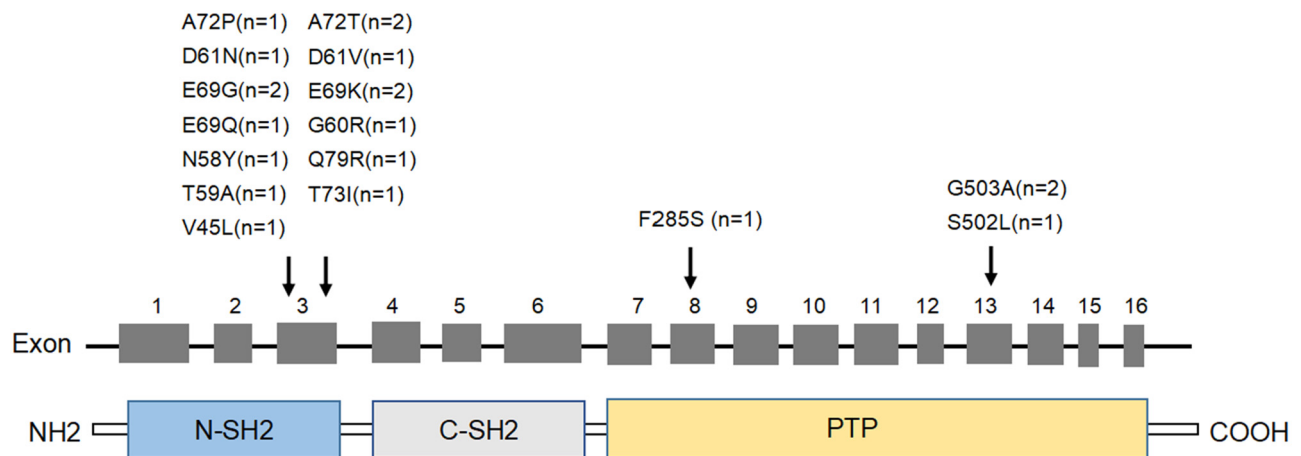 A72P(n=1) A72T(n=2)
D61N(n=1) D61V(n=1)
E69G(n=2) E69K(n=2)
E69Q(n=1) G60R(n=1)
N58Y(n=1) Q79R(n=1)
T59A(n=1) T73I(n=1)
V45L(n=1)
F285S (n=1)
G503A(n=2)
S502L(n=1)
1 2 3 4 5 6 7 8 9 10 11 12 13 14 15 16
Exon
NH2 N-SH2 C-SH2 PTP COOH